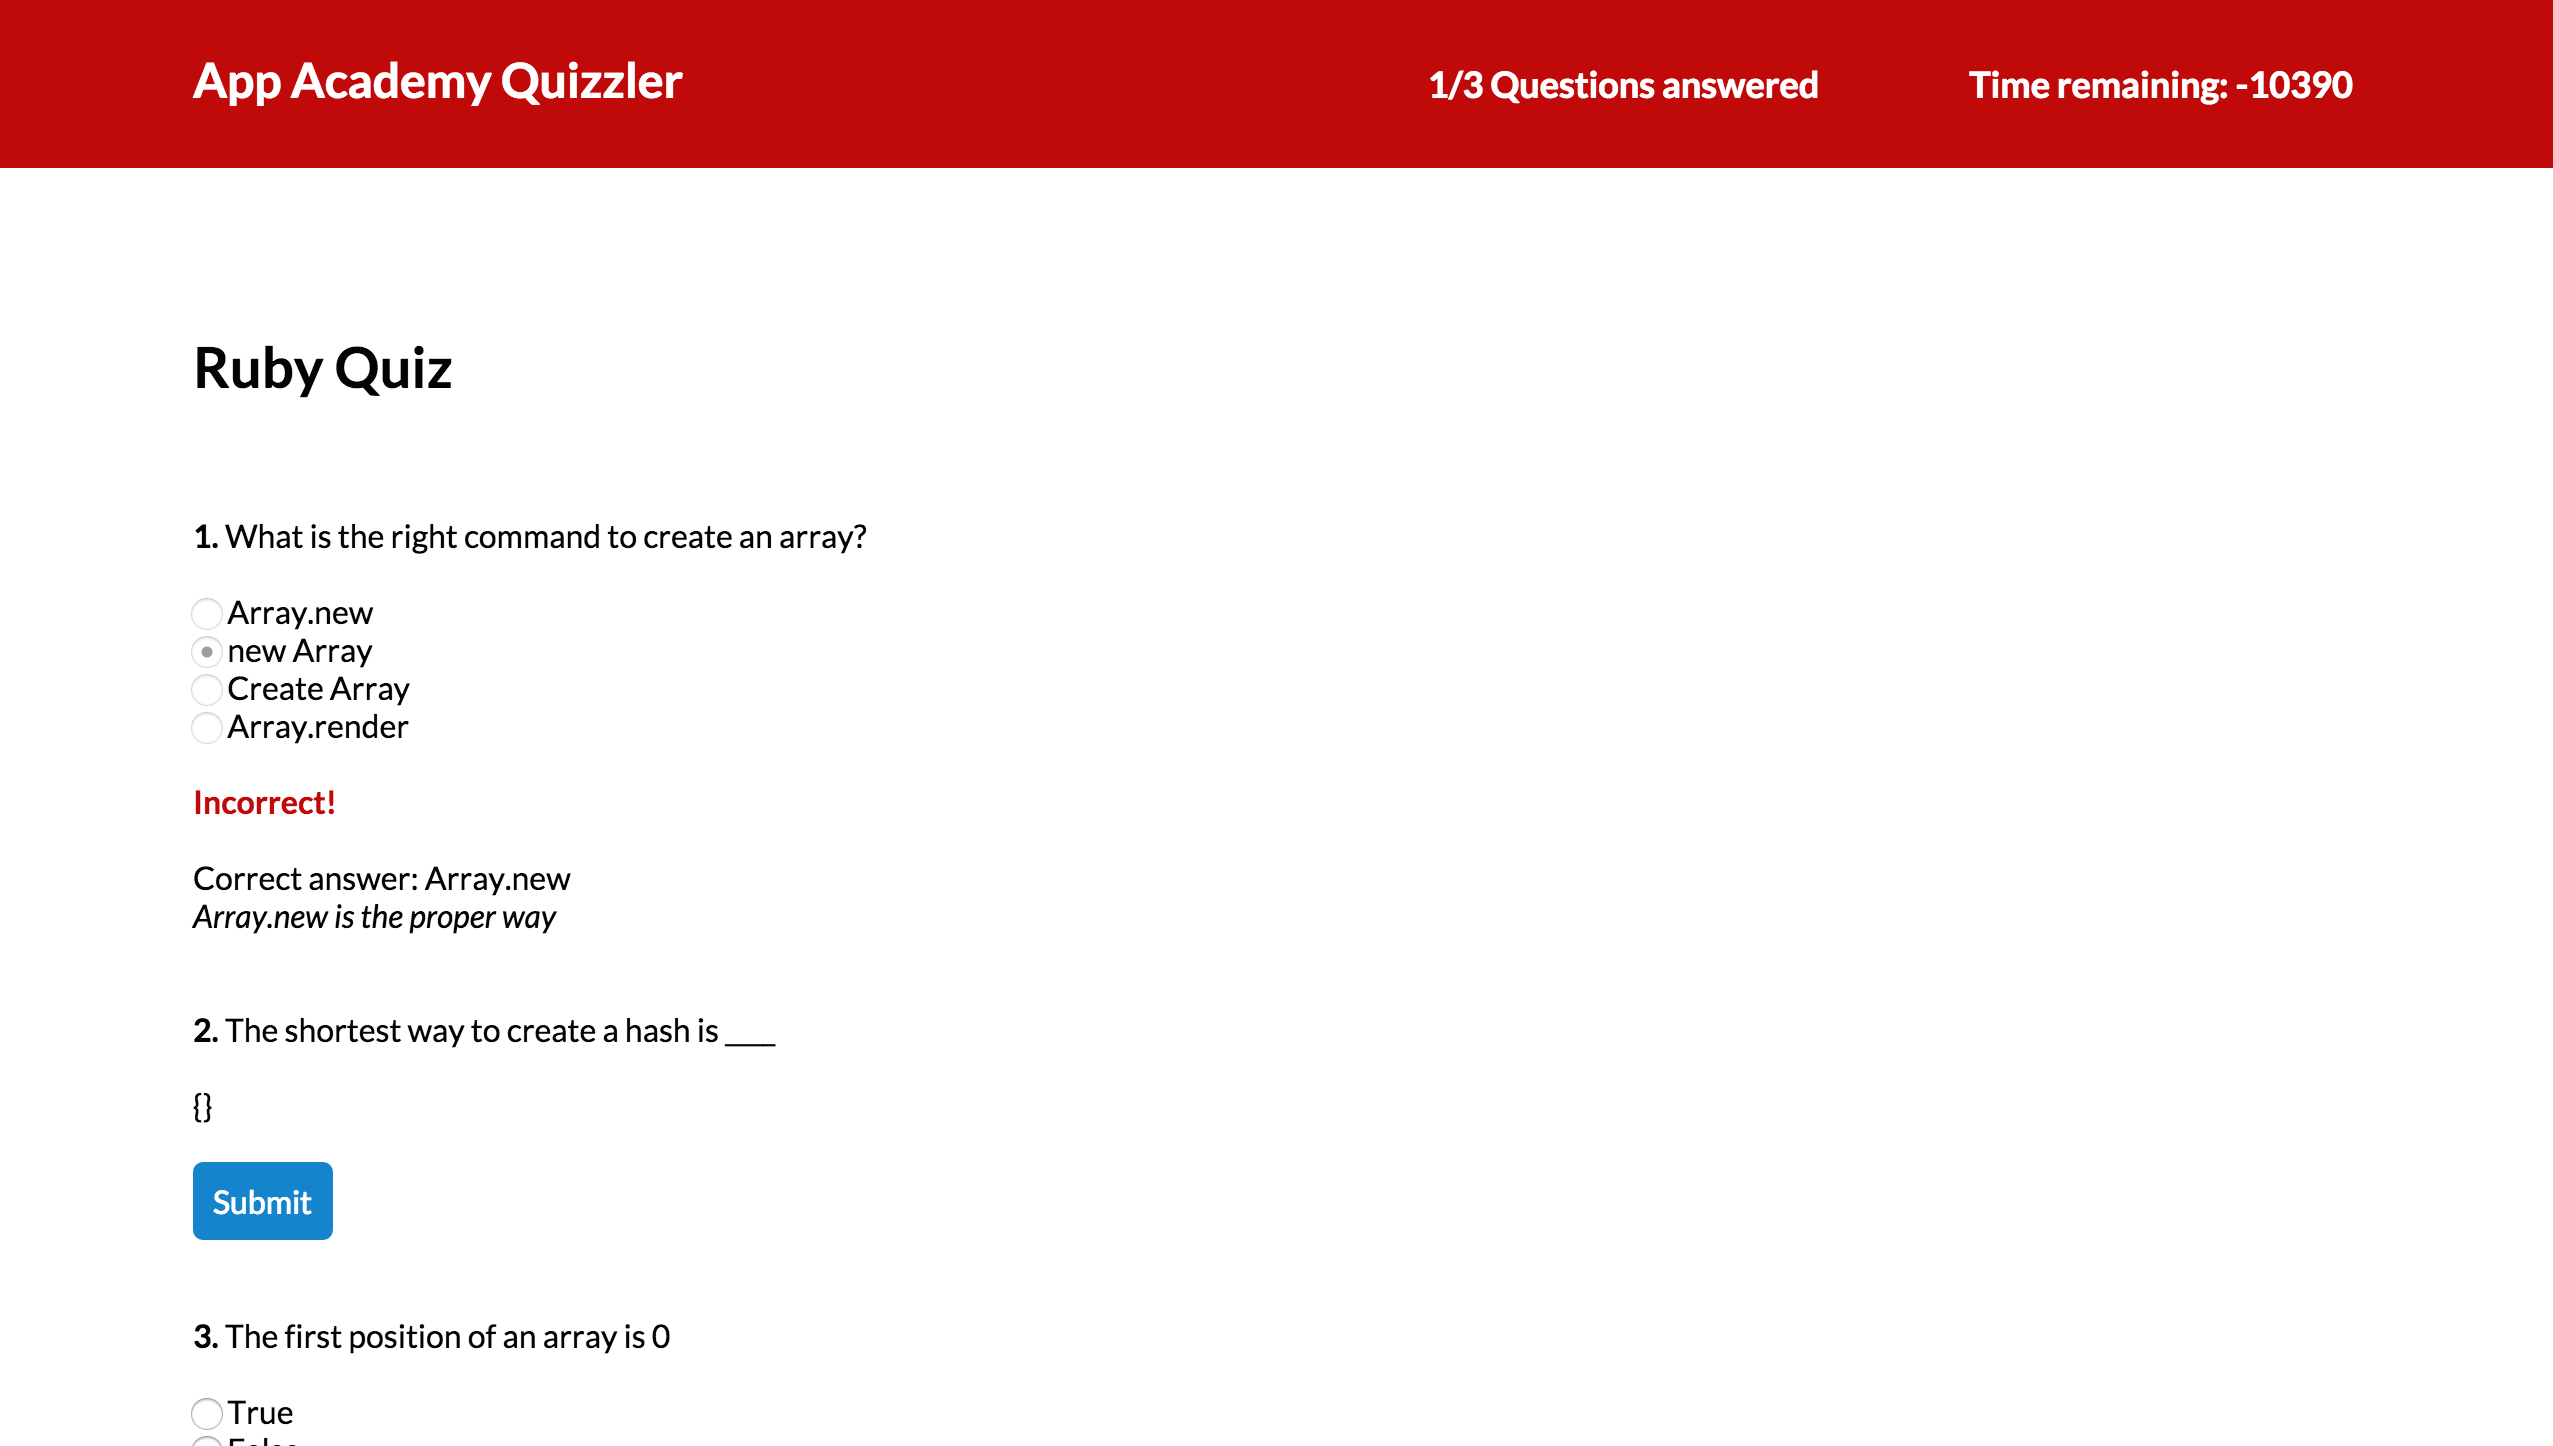 App Academy Quizzler
1/3 Questions answered
Time remaining: -10390
Ruby Quiz
1. What is the right command to create an array?
Array.new
new Array
Create Array
Array.render
Incorrect!
Correct answer: Array.new
Array.new is the proper way
2. The shortest way to create a hash is ____
{}
Submit
3. The first position of an array is 0
True